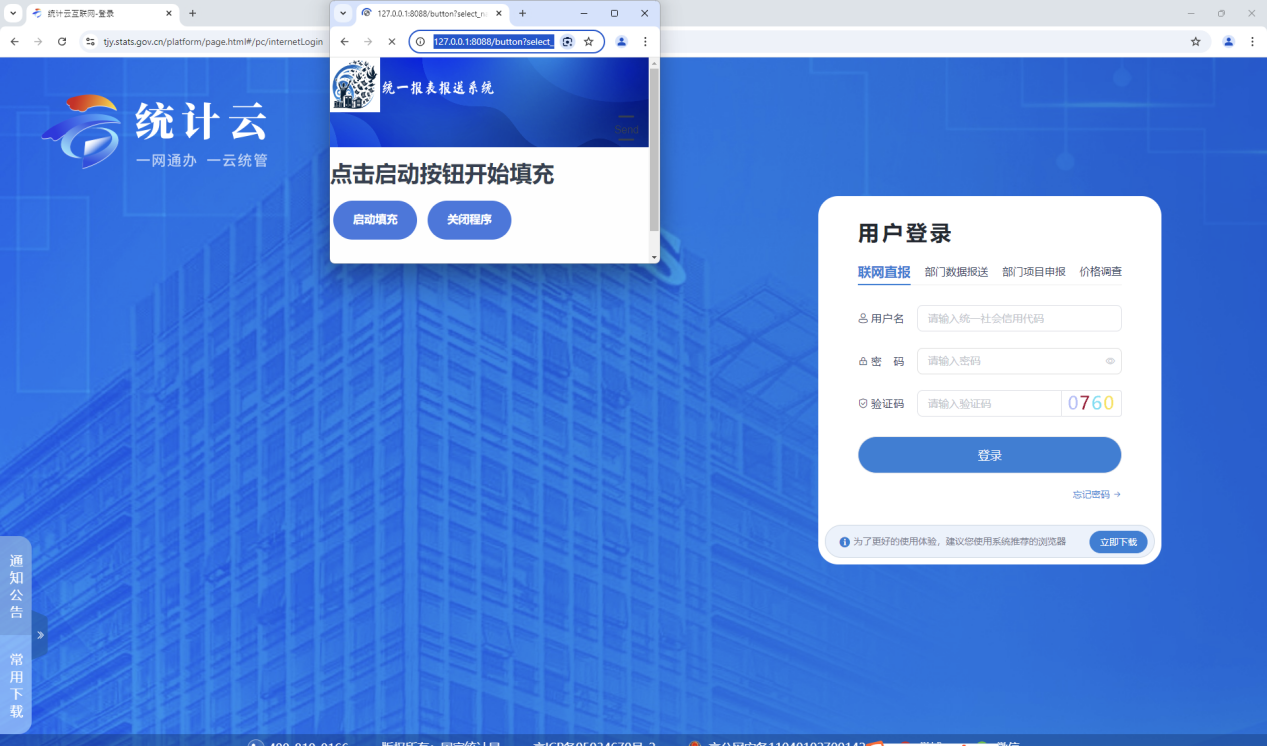 统计云互联网-登录
127.0.0.1:8088/button?select_na
tjy.stats.gov.cn/platform/page.html#/pc/internetLogin
127.0.0.1:8088/button?select_
统一报表报送系统
Send
点击启动按钮开始填充
启动填充
关闭程序
统计云
一网通办 一云统管
用户登录
联网直报 部门数据报送 部门项目申报 价格调查
用户名 请输入统一社会信用代码
密 码 请输入密码
验证码 请输入验证码 0760
登录
忘记密码
为了更好的使用体验，建议您使用系统推荐的浏览器 立即下载
通知公告
常用下载